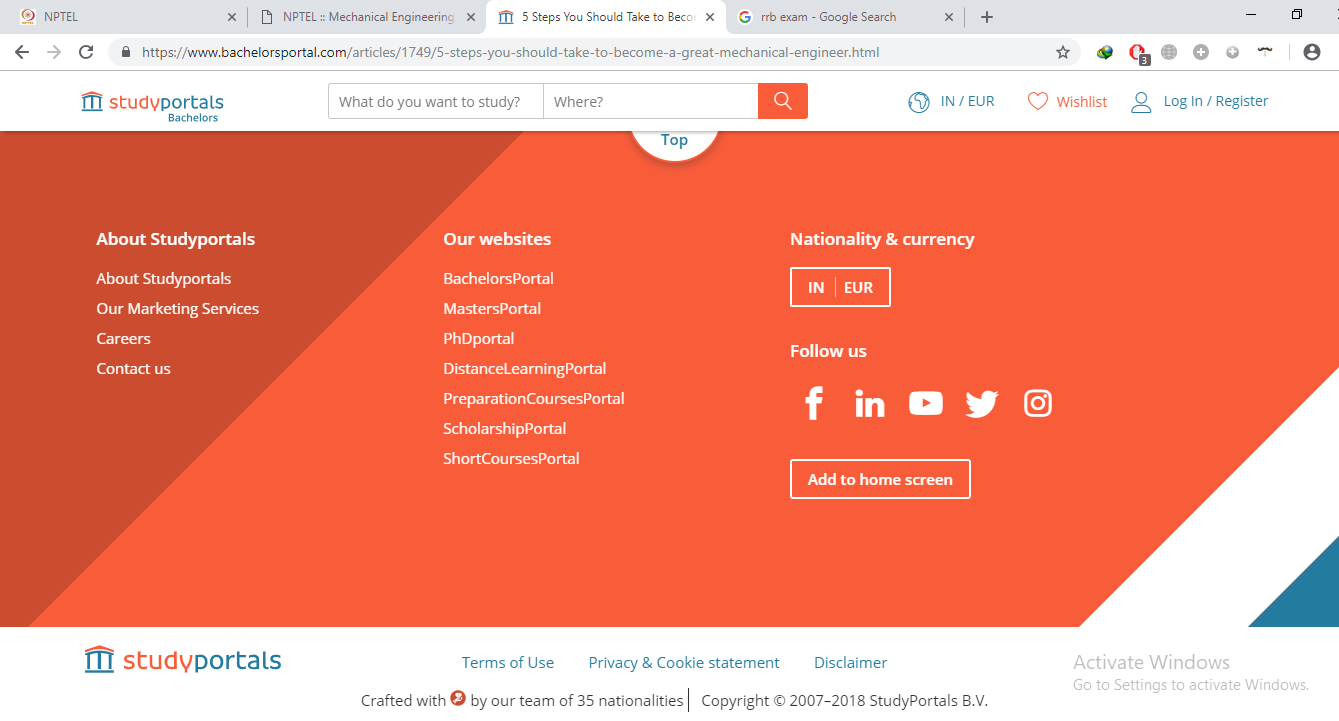 NPTEL
NPTEL :: Mechanical Engineering
5 Steps You Should Take to Beco
rrb exam - Google Search
https://www.bachelorsportal.com/articles/1749/5-steps-you-should-take-to-become-a-great-mechanical-engineer.html
3
studyportals
Bachelors
What do you want to study?
Where?
IN / EUR
Wishlist
Log In / Register
Top
About Studyportals
About Studyportals
Our Marketing Services
Careers
Contact us
Our websites
BachelorsPortal
MastersPortal
PhDportal
DistanceLearningPortal
PreparationCoursesPortal
ScholarshipPortal
ShortCoursesPortal
Nationality & currency
IN EUR
Follow us
Add to home screen
studyportals
Terms of Use
Privacy & Cookie statement
Disclaimer
Crafted with by our team of 35 nationalities
Copyright © 2007–2018 StudyPortals B.V.
Activate Windows
Go to Settings to activate Windows.